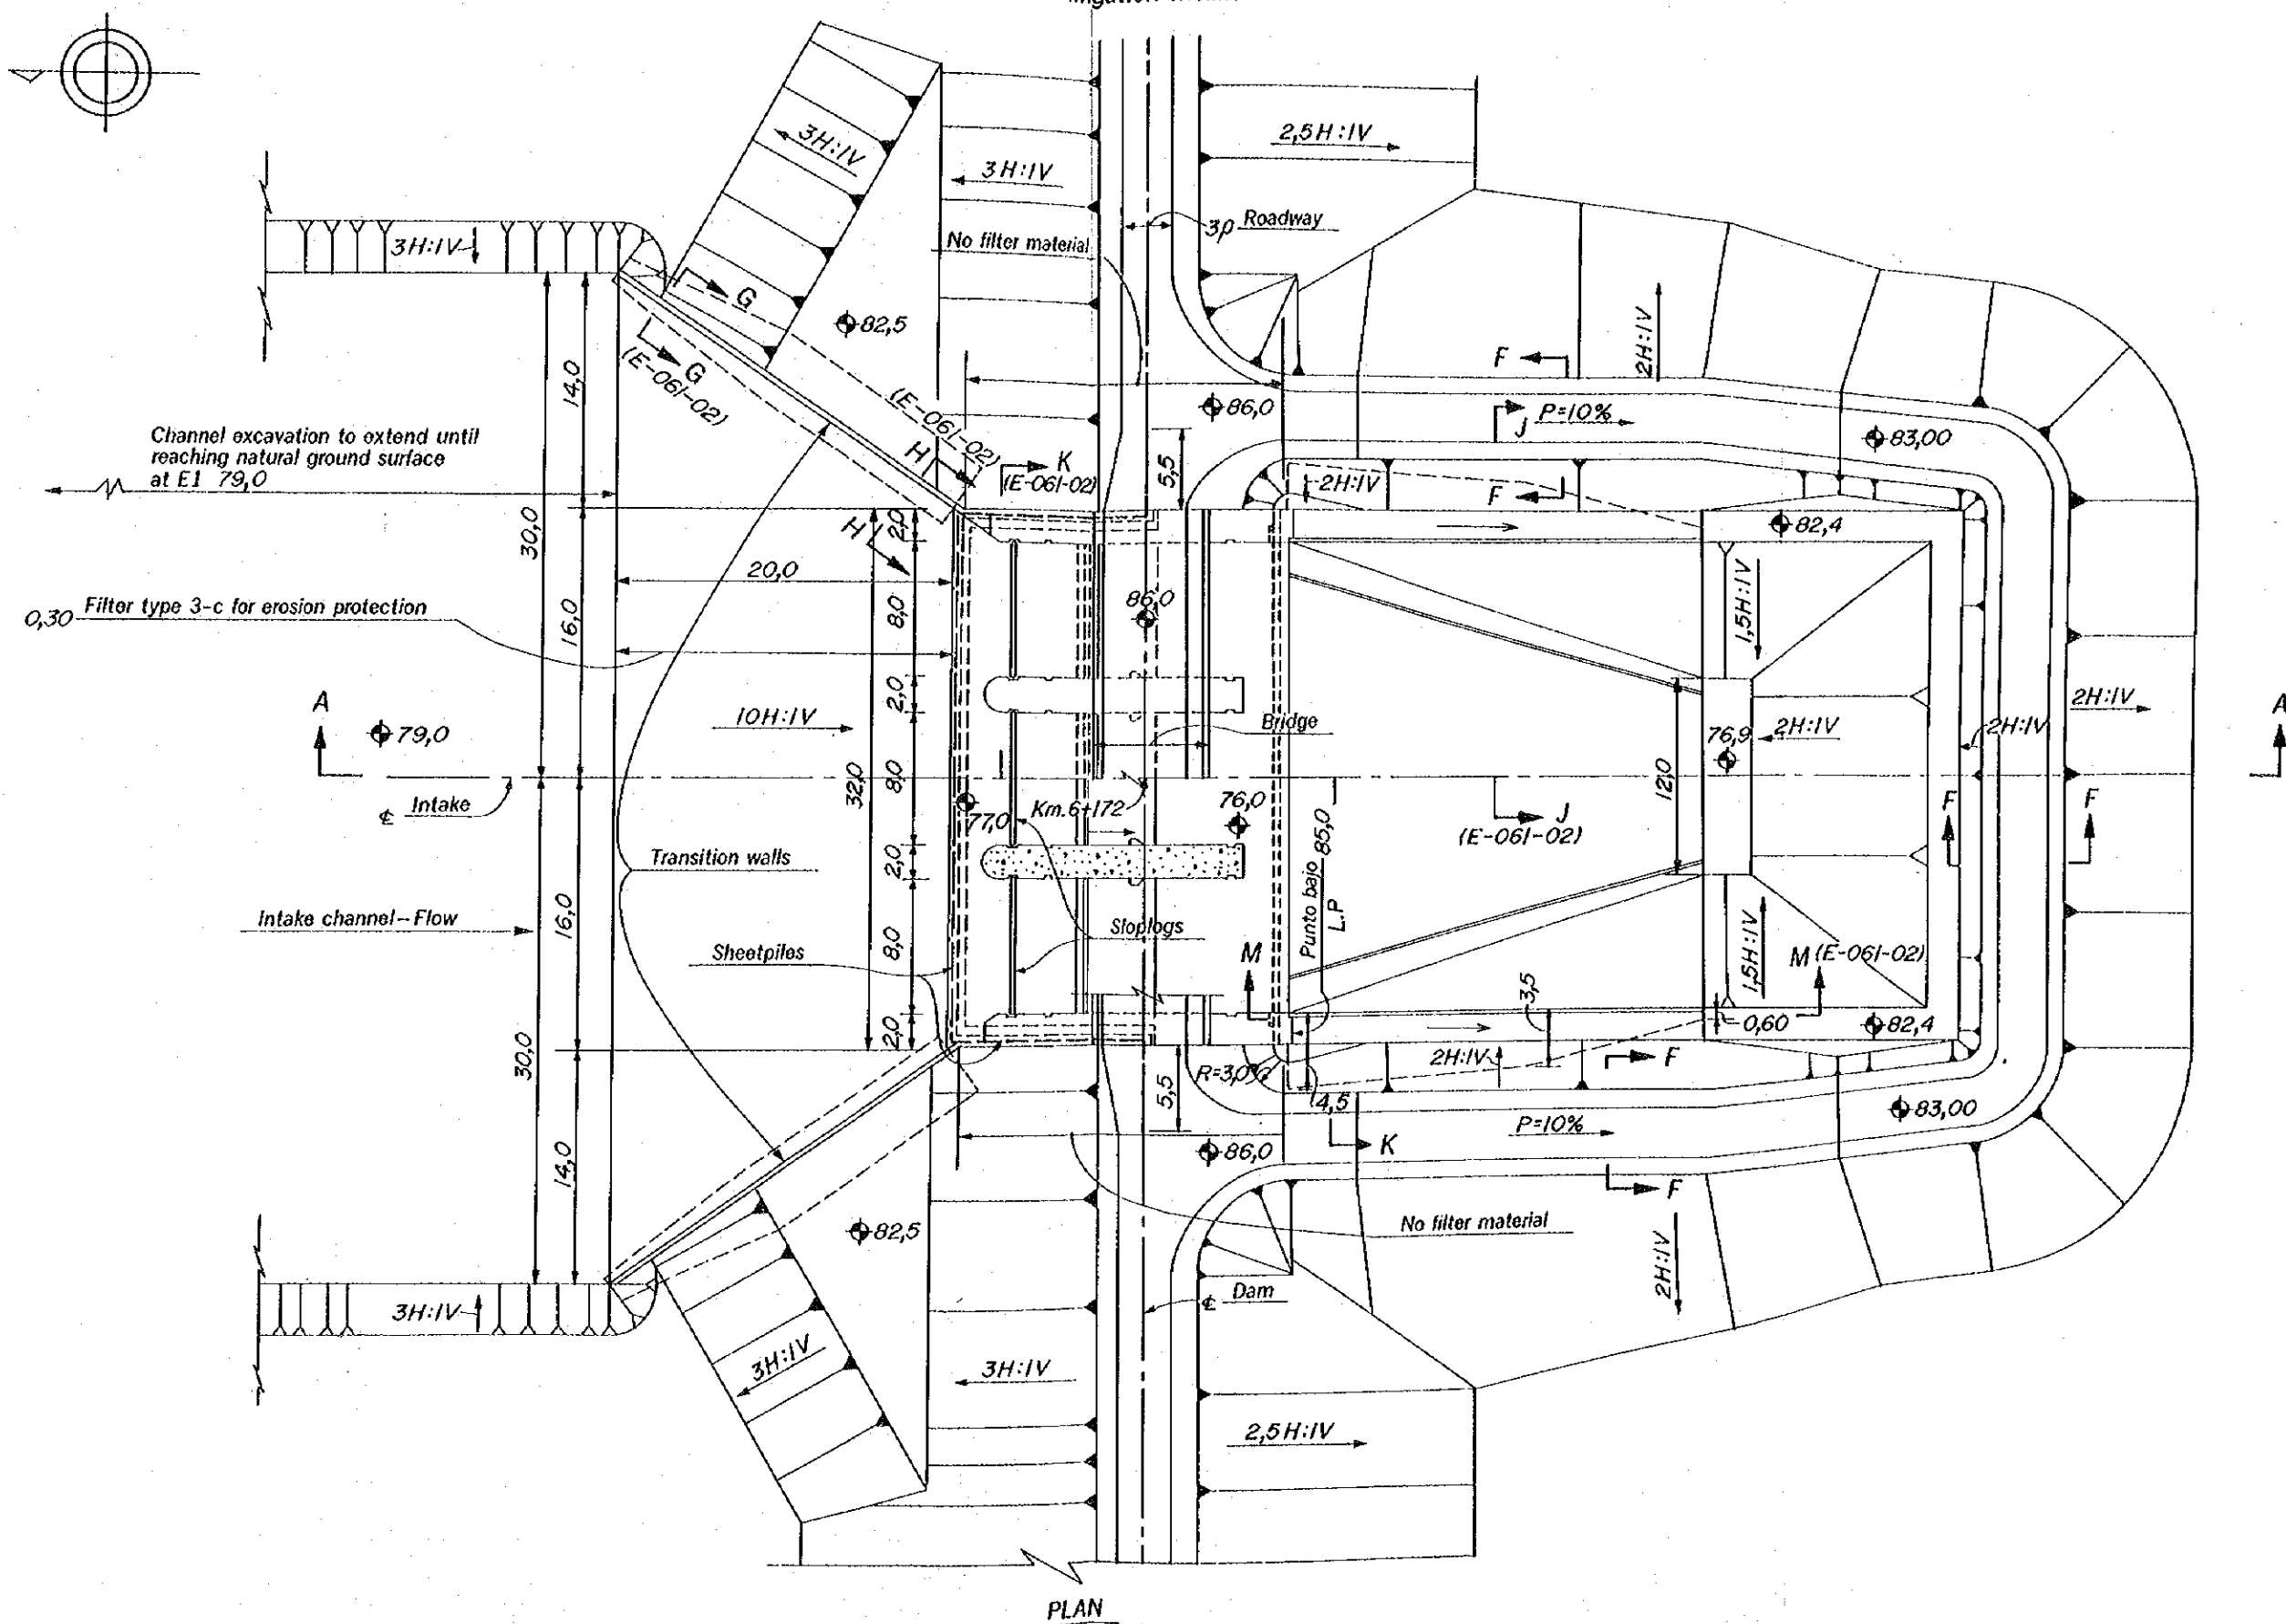 3H:1V
3H:1V
2,5H:1V
3,0 Roadway
3H:1V
No filter material
G
82,5
G
(E-061-02)
(E-061-02)
F
2H:1V
14,0
86,0
J
P=10%
83,00
Channel excavation to extend until
reaching natural ground surface
at E1 79,0
H
K
(E-061-02)
5,5
2H:1V
F
30,0
H
2,0
82,4
20,0
86,0
1,5H:1V
0,30 Filter type 3-c for erosion protection
16,0
8,0
2,0
A
79,0
10H:1V
Bridge
76,9
2H:1V
2H:1V
2H:1V
A
32,0
8,0
12,0
℄ Intake
77,0
Km. 6+172
76,0
J
(E-061-02)
F
F
Transition walls
2,0
Punto bajo 85,0
L.P
Intake channel-Flow
16,0
Sheetpiles
8,0
Stoplogs
M
1,5H:1V
M (E-061-02)
3,5
30,0
2,0
0,60
82,4
R=3,0
2H:1V
F
5,5
4,5
83,00
14,0
86,0
K
P=10%
F
82,5
No filter material
2H:1V
℄ Dam
3H:1V
3H:1V
3H:1V
2,5H:1V
PLAN